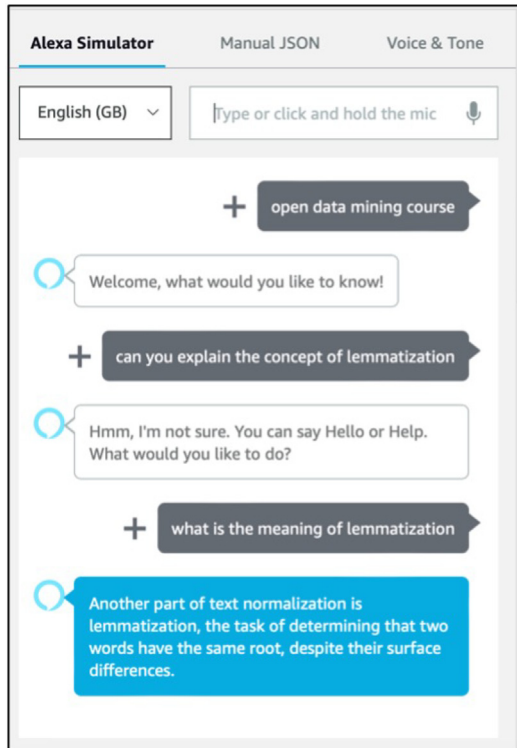 Alexa Simulator Manual JSON Voice & Tone
English (GB) Type or click and hold the mic
open data mining course
Welcome, what would you like to know!
can you explain the concept of lemmatization
Hmm, I'm not sure. You can say Hello or Help.
What would you like to do?
what is the meaning of lemmatization
Another part of text normalization is
lemmatization, the task of determining that two
words have the same root, despite their surface
differences.